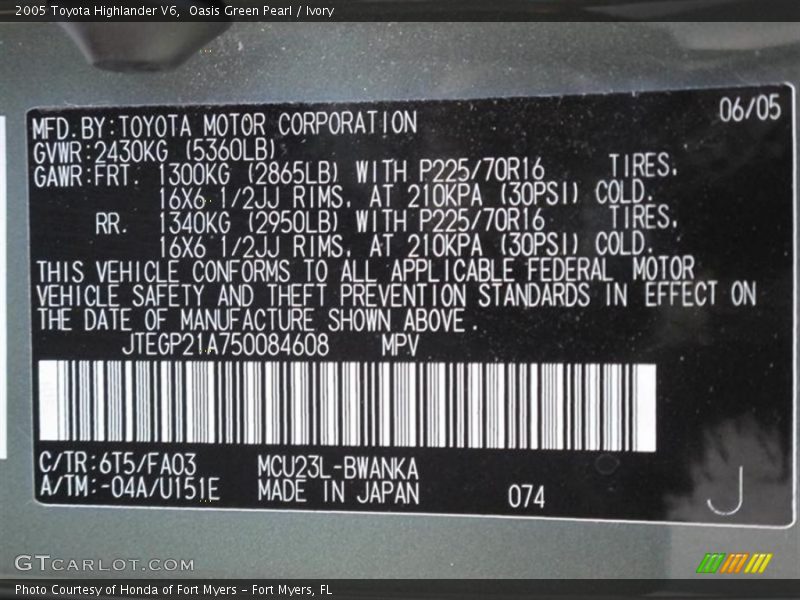 2005 Toyota Highlander V6,  Oasis Green Pearl / Ivory
06/05
MFD.BY:TOYOTA MOTOR CORPORATION
GVWR:2430KG (5360LB)
GAWR:FRT. 1300KG (2865LB) WITH P225/70R16 TIRES,
16X6 1/2JJ RIMS, AT 210KPA (30PSI) COLD.
RR. 1340KG (2950LB) WITH P225/70R16 TIRES,
16X6 1/2JJ RIMS, AT 210KPA (30PSI) COLD.
THIS VEHICLE CONFORMS TO ALL APPLICABLE FEDERAL MOTOR
VEHICLE SAFETY AND THEFT PREVENTION STANDARDS IN EFFECT ON
THE DATE OF MANUFACTURE SHOWN ABOVE.
JTEGP21A750084608 MPV
C/TR:6T5/FA03 MCU23L-BWANKA
A/TM:-04A/U151E MADE IN JAPAN 074 J
GTCARLOT.COM
Photo Courtesy of Honda of Fort Myers - Fort Myers, FL